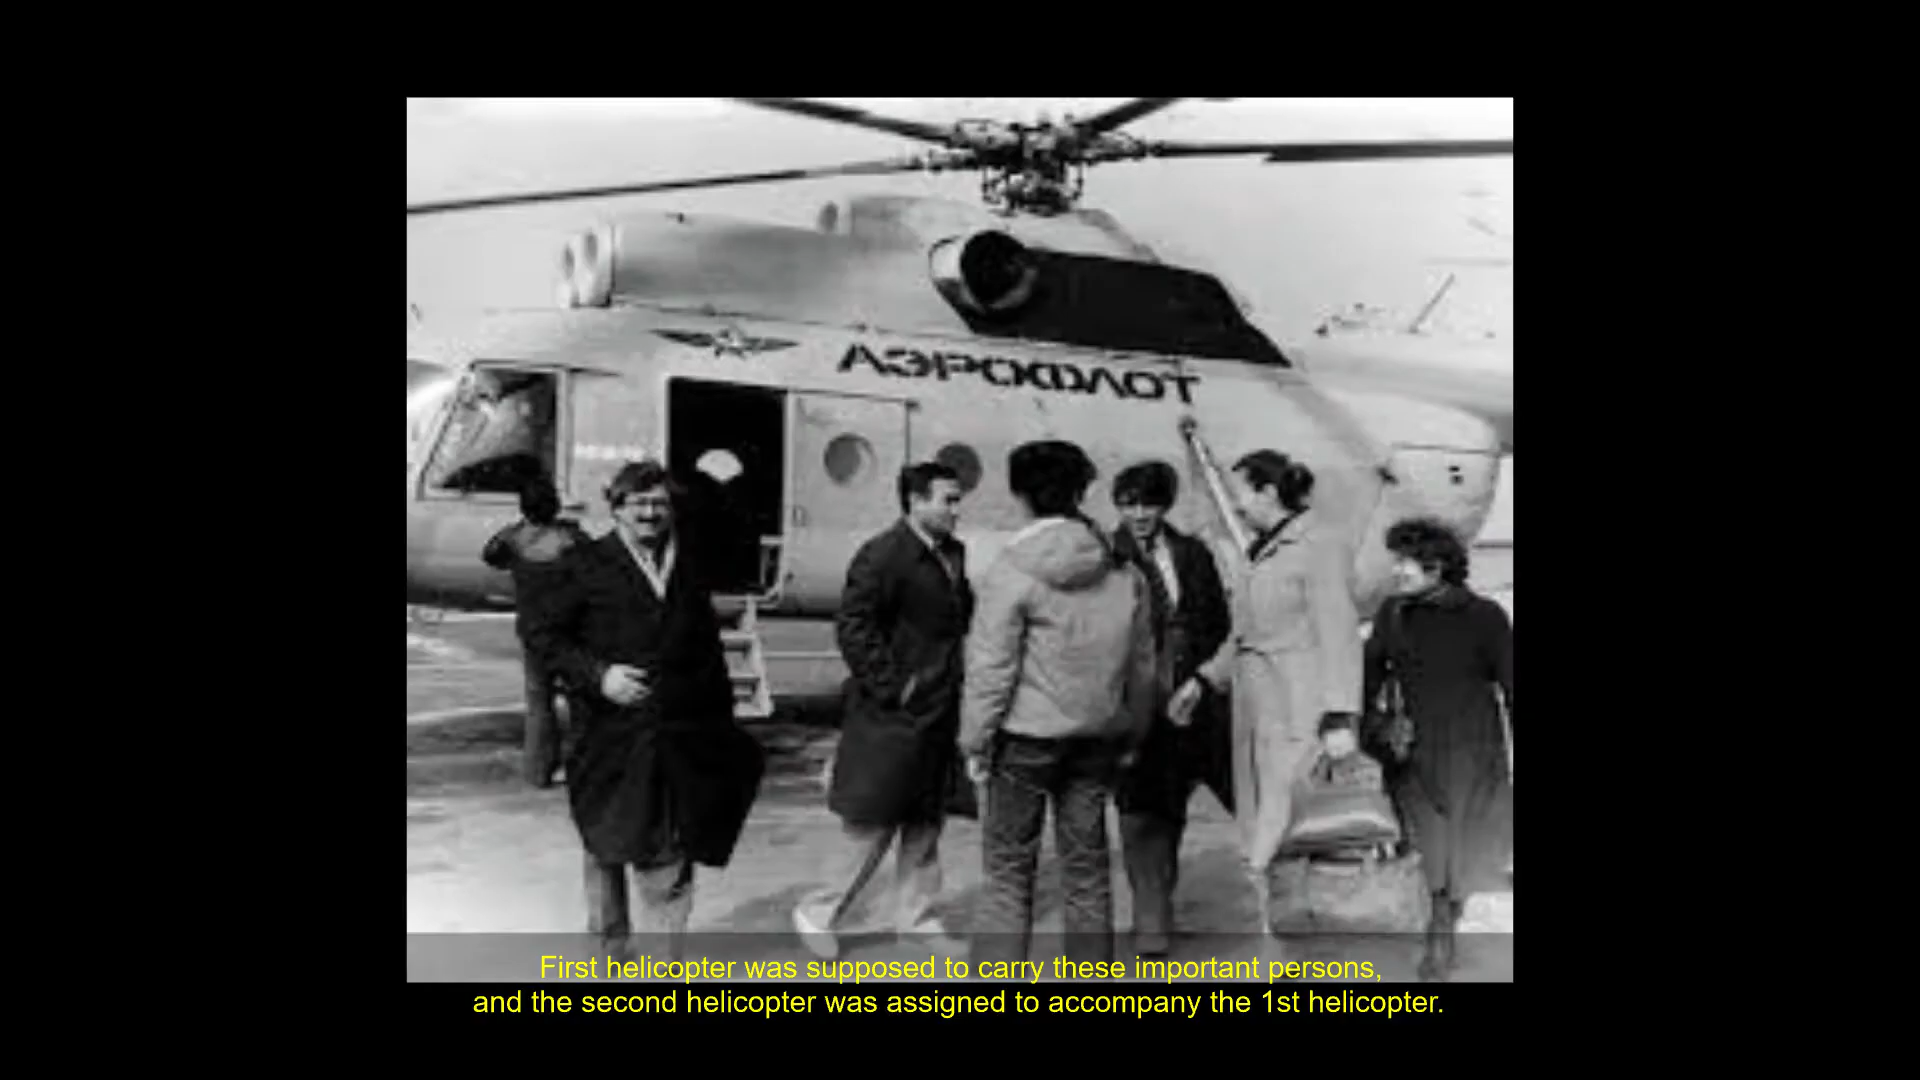 АЭРОФЛОТ
First helicopter was supposed to carry these important persons,
and the second helicopter was assigned to accompany the 1st helicopter.